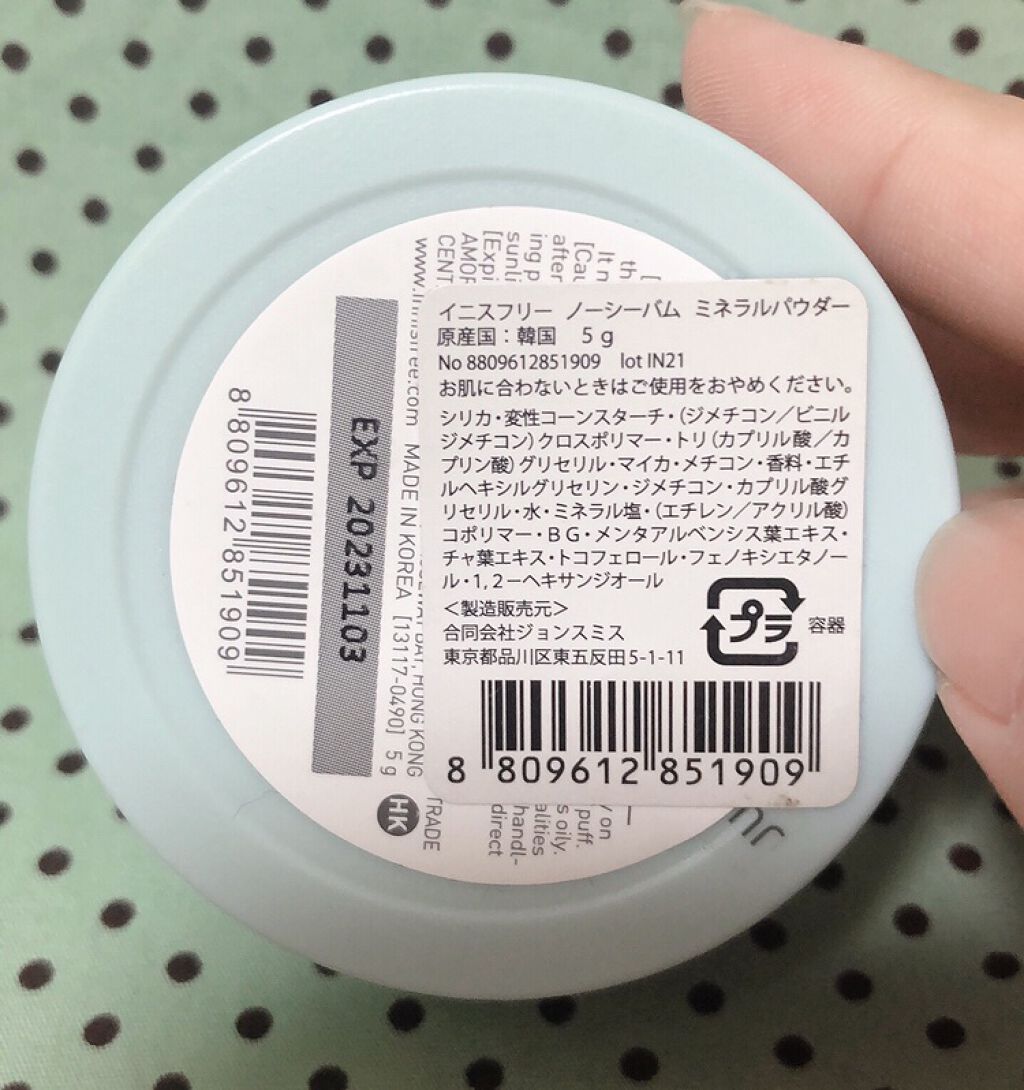 イニスフリー ノーシーバム ミネラルパウダー
原産国：韓国 5g
No 8809612851909 lot IN21
お肌に合わないときはご使用をおやめください。
シリカ・変性コーンスターチ・(ジメチコン／ビニル
ジメチコン)クロスポリマー・トリ(カプリル酸／カ
プリン酸)グリセリル・マイカ・メチコン・香料・エチ
ルヘキシルグリセリン・ジメチコン・カプリル酸グ
リセリル・水・ミネラル塩・(エチレン／アクリル酸)
コポリマー・BG・メンタアルベンシス葉エキス・
チャ葉エキス・トコフェロール・フェノキシエタノー
ル・1,2－ヘキサンジオール
＜製造販売元＞
合同会社ジョンスミス
東京都品川区東五反田5-1-11
プラ
容器
8 809612 851909
EXP 20231103
8 809612 851909
MADE IN KOREA [13117-0490] 5g
HK
HONG KONG
TRADE
puff.
s oily.
handl-
direct
after